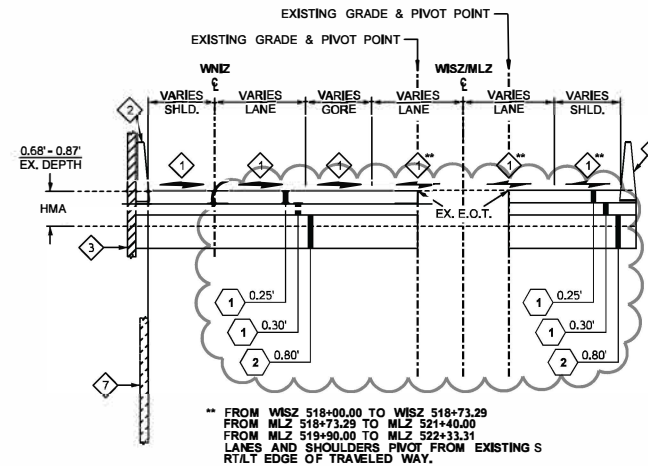 EXISTING GRADE & PIVOT POINT
EXISTING GRADE & PIVOT POINT
WNIZ
℄
WISZ/MLZ
℄
VARIES
SHLD.
VARIES
LANE
VARIES
GORE
VARIES
LANE
VARIES
LANE
VARIES
SHLD.
2
0.68' - 0.87'
EX. DEPTH
1
1
1
1 **
1 **
1 **
HMA
EX. E.O.T.
3
1 0.25'
1 0.30'
2 0.80'
1 0.25'
1 0.30'
2 0.80'
7
** FROM WISZ 518+00.00 TO WISZ 518+73.29
FROM MLZ 518+73.29 TO MLZ 521+40.00
FROM MLZ 519+90.00 TO MLZ 522+33.31
LANES AND SHOULDERS PIVOT FROM EXISTING S
RT/LT EDGE OF TRAVELED WAY.